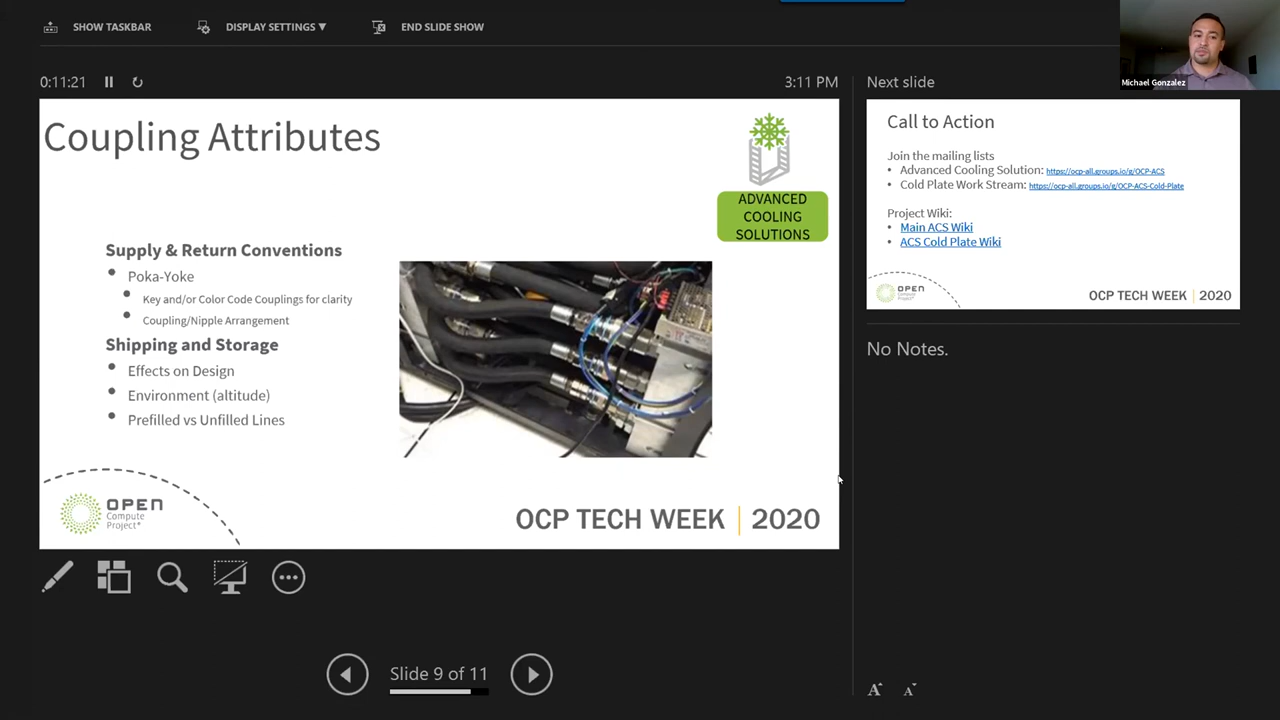 SHOW TASKBAR
DISPLAY SETTINGS ▼
END SLIDE SHOW
Michael Gonzalez
0:11:21
3:11 PM
Coupling Attributes
ADVANCED
COOLING
SOLUTIONS
Supply & Return Conventions
• Poka-Yoke
• Key and/or Color Code Couplings for clarity
• Coupling/Nipple Arrangement
Shipping and Storage
• Effects on Design
• Environment (altitude)
• Prefilled vs Unfilled Lines
OPEN
Compute
Project®
OCP TECH WEEK | 2020
Next slide
Call to Action
Join the mailing lists
• Advanced Cooling Solution: https://ocp-all.groups.io/g/OCP-ACS
• Cold Plate Work Stream: https://ocp-all.groups.io/g/OCP-ACS-Cold-Plate
Project Wiki:
• Main ACS Wiki
• ACS Cold Plate Wiki
OPEN
Compute
Project
OCP TECH WEEK | 2020
No Notes.
Slide 9 of 11
A A